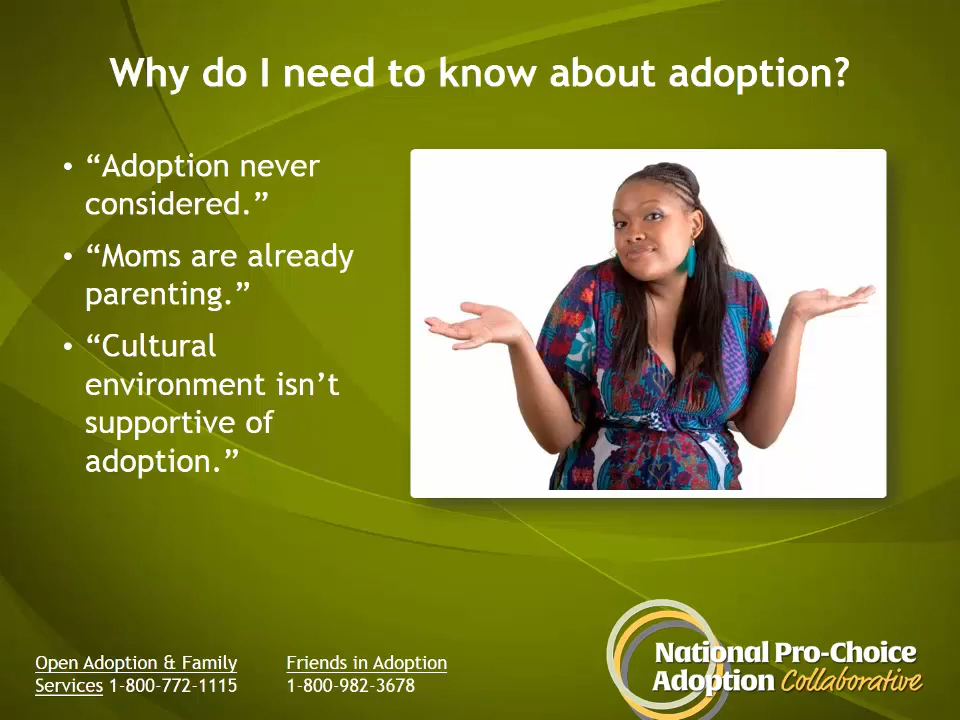 Why do I need to know about adoption?
• “Adoption never
considered.”
• “Moms are already
parenting.”
• “Cultural
environment isn’t
supportive of
adoption.”
Open Adoption & Family
Services 1-800-772-1115
Friends in Adoption
1-800-982-3678
National Pro-Choice
Adoption Collaborative